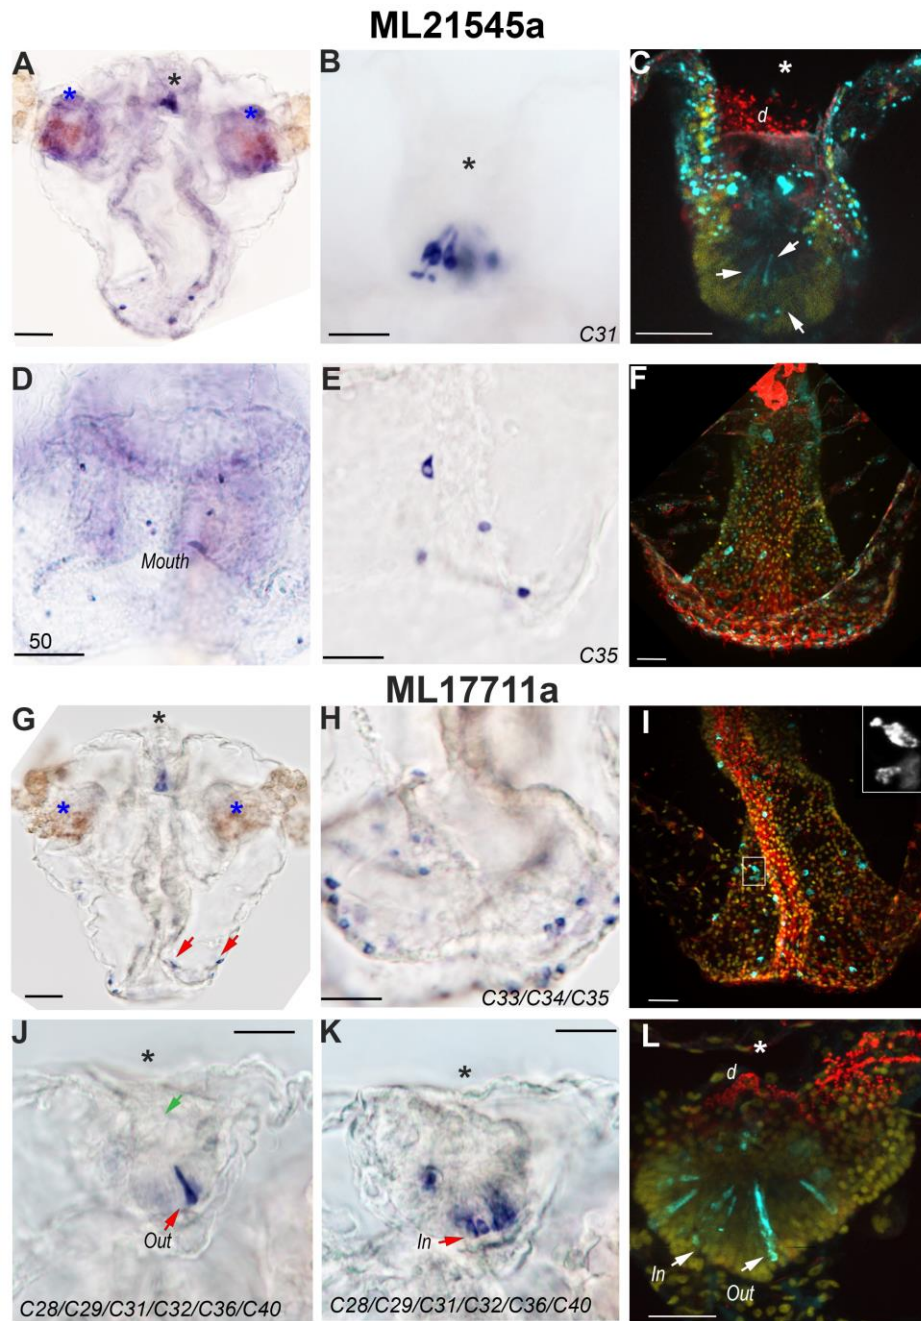 ML21545a
A * * *
B * C31
C * d
D Mouth 50
E C35
F
ML17711a
G * * *
H C33/C34/C35
I
J * Out C28/C29/C31/C32/C36/C40
K * In C28/C29/C31/C32/C36/C40
L * d In Out